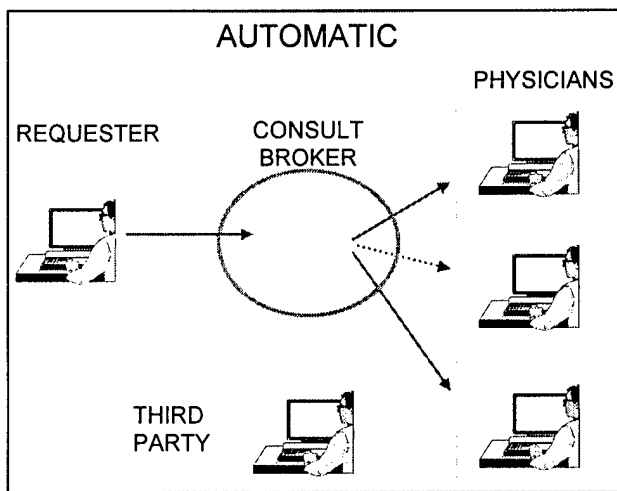 AUTOMATIC
PHYSICIANS
REQUESTER
CONSULT
BROKER
THIRD
PARTY